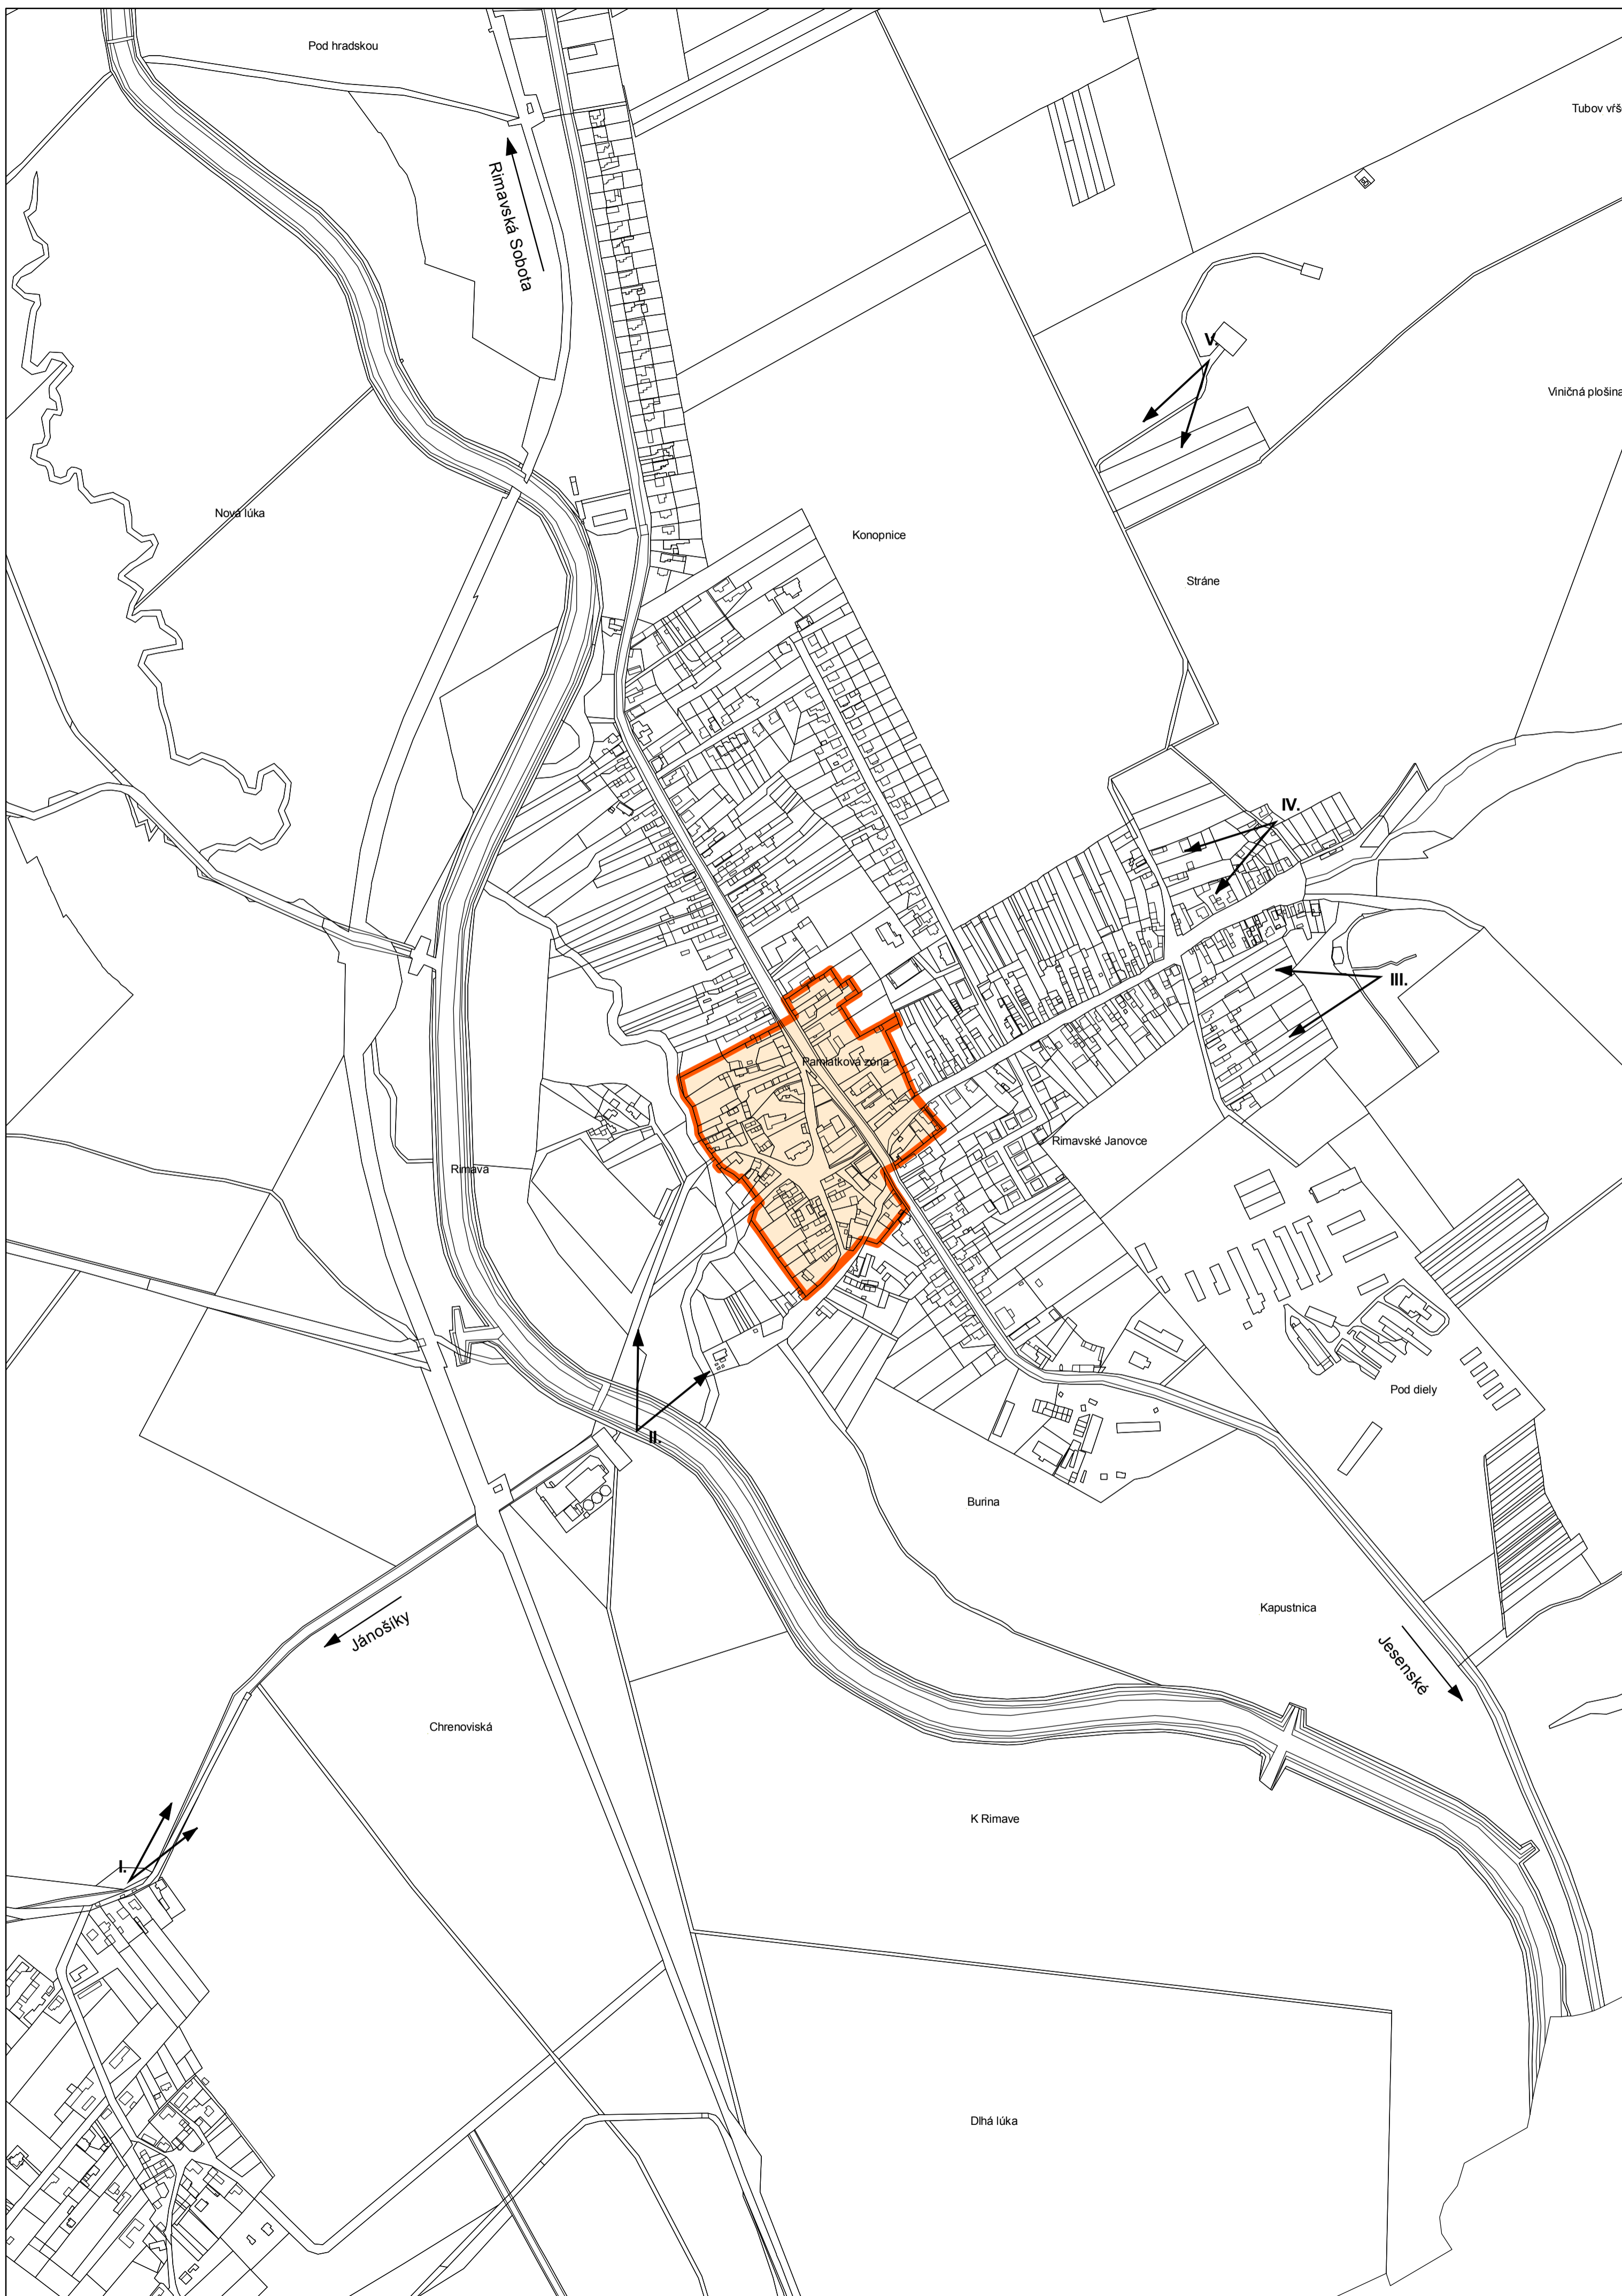 Pod hradskou
Tubov vŕš
Rimavská Sobota
V.
Viničná plošina
Nová lúka
Konopnice
Stráne
IV.
III.
Pamiatková zóna
Rimavské Janovce
Rimava
Pod diely
II.
Burina
Kapustnica
Jánošíky
Jesenské
Chrenoviská
K Rimave
I.
Dlhá lúka